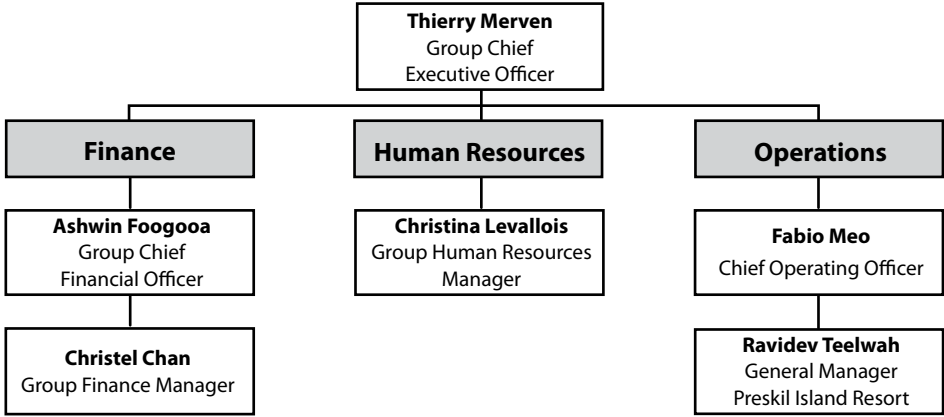 Thierry Merven
Group Chief
Executive Officer
Finance
Human Resources
Operations
Ashwin Foogooa
Group Chief
Financial Officer
Christina Levallois
Group Human Resources
Manager
Fabio Meo
Chief Operating Officer
Christel Chan
Group Finance Manager
Ravidev Teelwah
General Manager
Preskil Island Resort